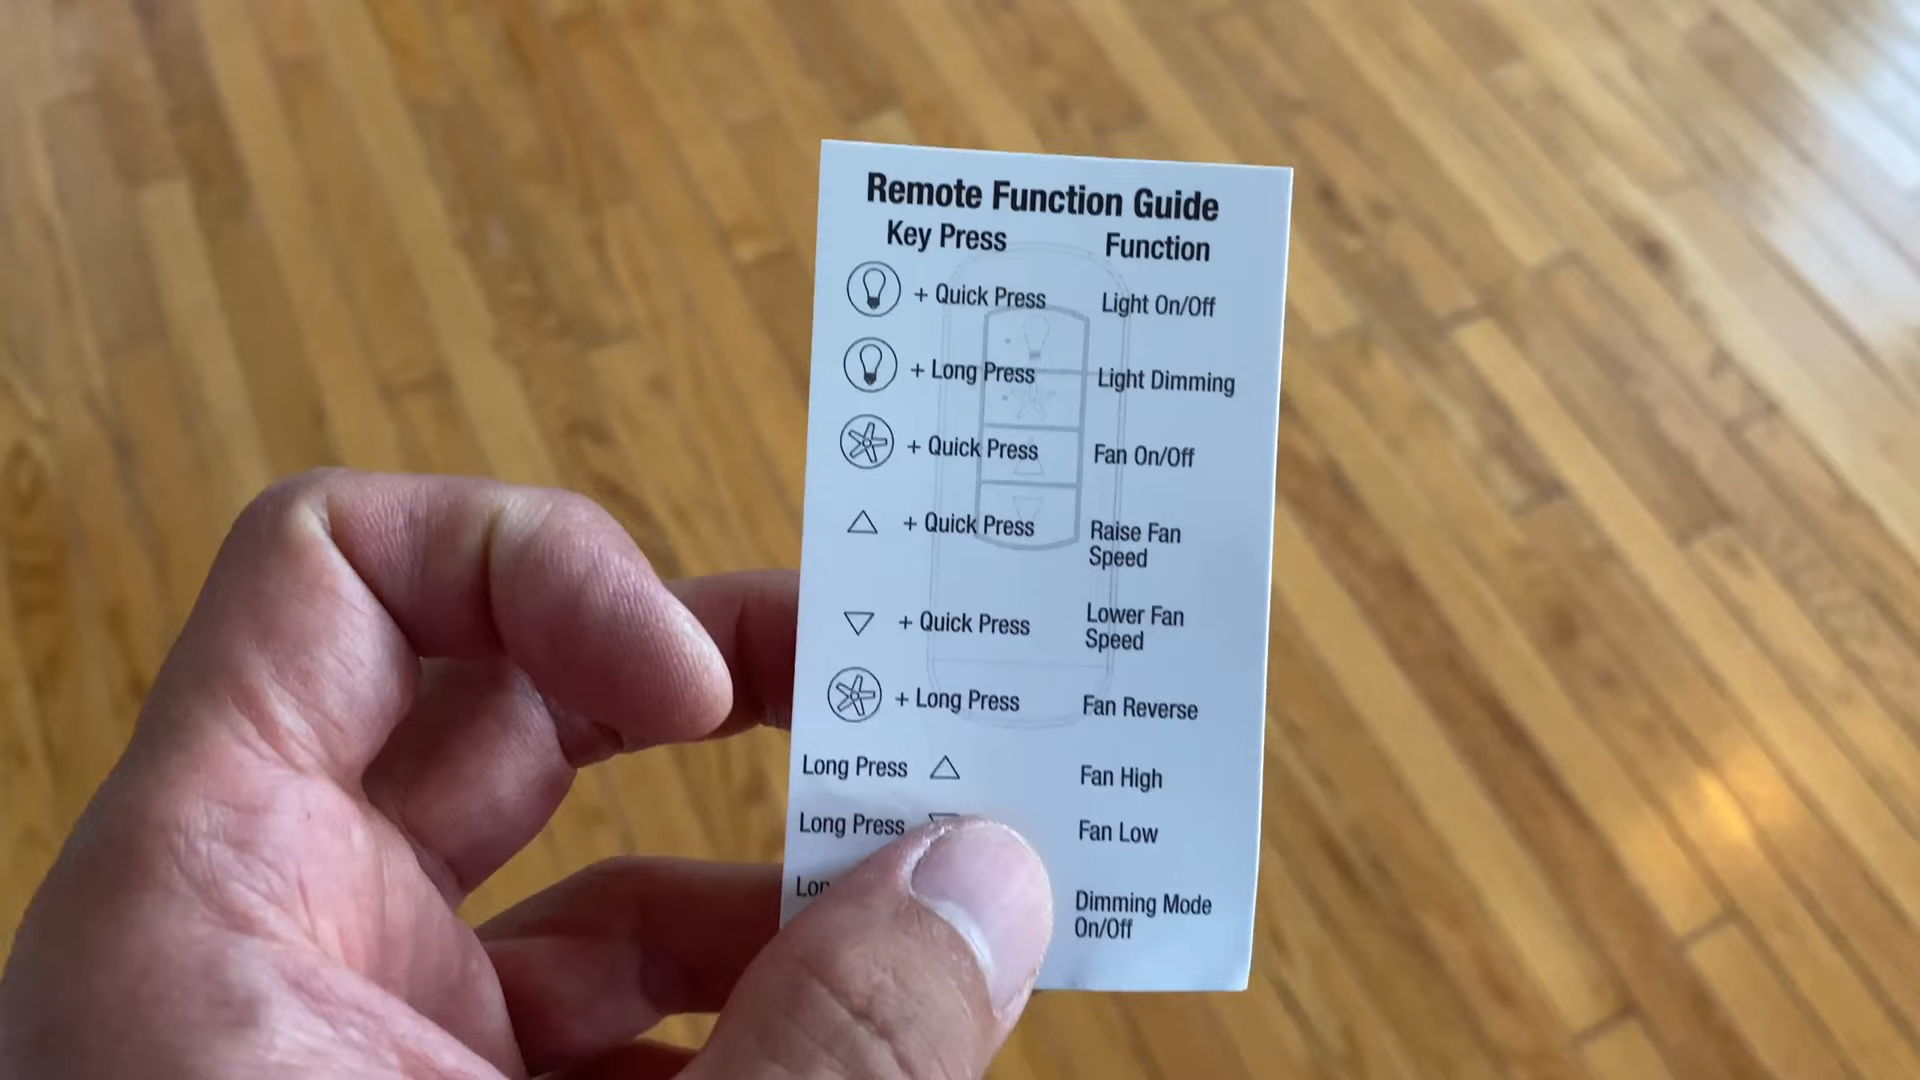 Remote Function Guide
Key Press Function
+ Quick Press Light On/Off
+ Long Press Light Dimming
+ Quick Press Fan On/Off
+ Quick Press Raise Fan
Speed
+ Quick Press Lower Fan
Speed
+ Long Press Fan Reverse
Long Press Fan High
Long Press Fan Low
Dimming Mode
On/Off